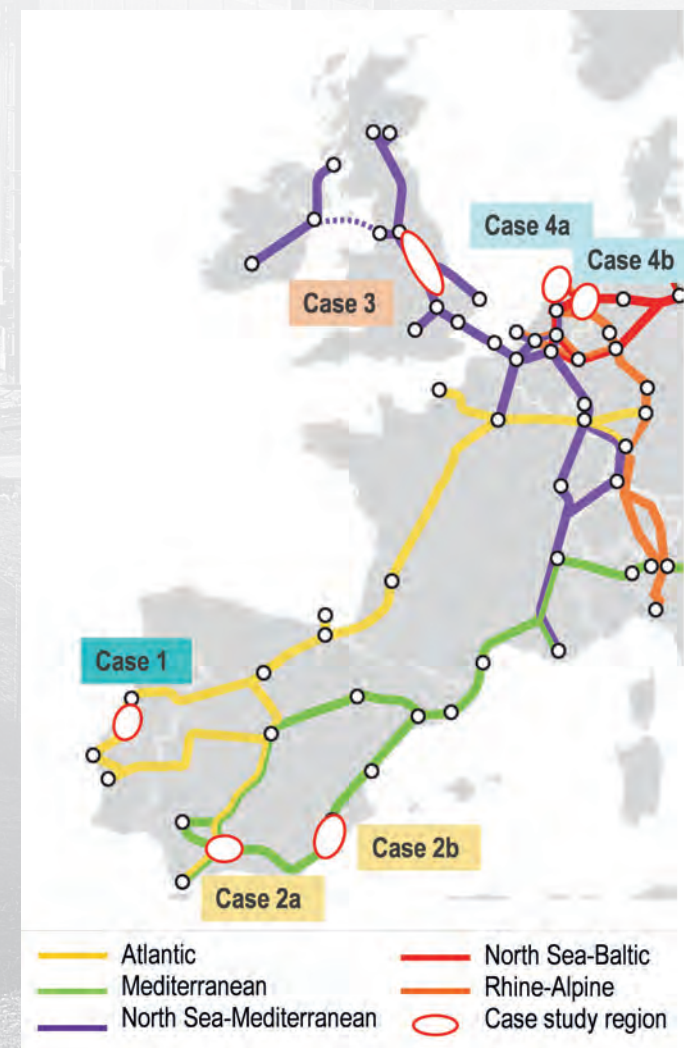 Case 4a
Case 4b
Case 3
Case 1
Case 2b
Case 2a
Atlantic
Mediterranean
North Sea-Mediterranean
North Sea-Baltic
Rhine-Alpine
Case study region